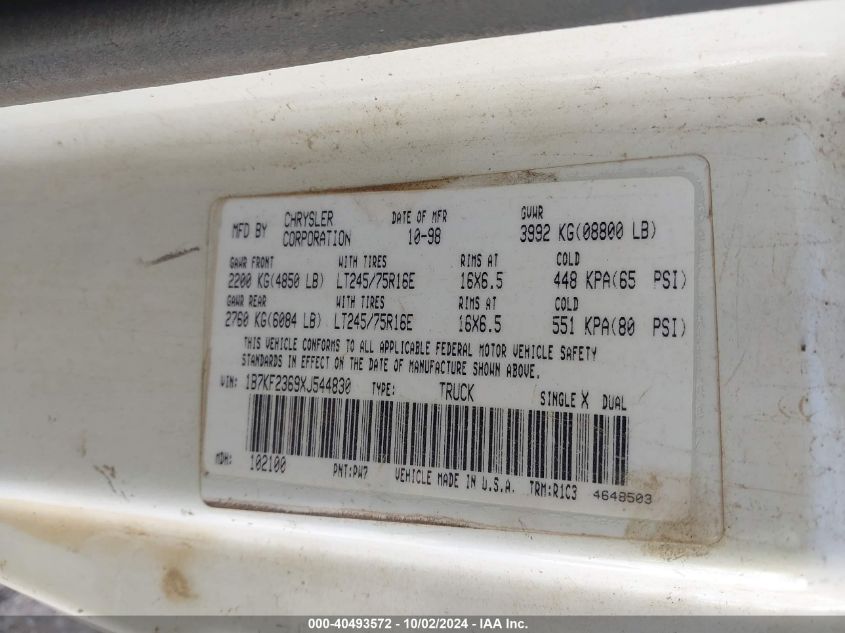 MFD BY CHRYSLER CORPORATION DATE OF MFR 10-98 GVWR 3992 KG(08800 LB)
GAWR FRONT WITH TIRES RIMS AT COLD
2200 KG(4850 LB) LT245/75R16E 16X6.5 448 KPA(65 PSI)
GAWR REAR WITH TIRES RIMS AT COLD
2760 KG(6084 LB) LT245/75R16E 16X6.5 551 KPA(80 PSI)
THIS VEHICLE CONFORMS TO ALL APPLICABLE FEDERAL MOTOR VEHICLE SAFETY
STANDARDS IN EFFECT ON THE DATE OF MANUFACTURE SHOWN ABOVE.
VIN: 1B7KF2369XJ544830 TYPE: TRUCK SINGLE X DUAL
MDH: 102100 PNT:PW7 VEHICLE MADE IN U.S.A. TRM:R1C3 4648503
000-40493572 - 10/02/2024 - IAA Inc.